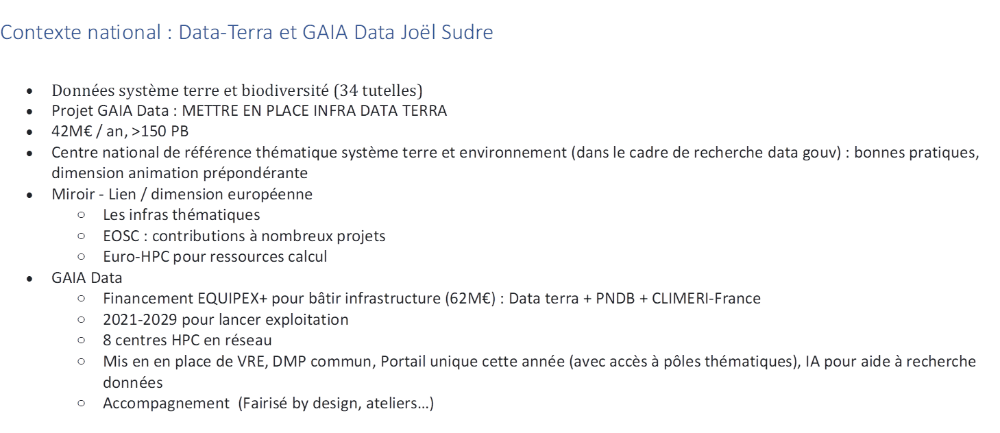 Contexte national : Data-Terra et GAIA Data Joël Sudre
• Données système terre et biodiversité (34 tutelles)
• Projet GAIA Data : METTRE EN PLACE INFRA DATA TERRA
• 42M€ / an, >150 PB
• Centre national de référence thématique système terre et environnement (dans le cadre de recherche data gouv) : bonnes pratiques,
dimension animation prépondérante
• Miroir - Lien / dimension européenne
○ Les infras thématiques
○ EOSC : contributions à nombreux projets
○ Euro-HPC pour ressources calcul
• GAIA Data
○ Financement EQUIPEX+ pour bâtir infrastructure (62M€) : Data terra + PNDB + CLIMERI-France
○ 2021-2029 pour lancer exploitation
○ 8 centres HPC en réseau
○ Mis en en place de VRE, DMP commun, Portail unique cette année (avec accès à pôles thématiques), IA pour aide à recherche
données
○ Accompagnement  (Fairisé by design, ateliers…)